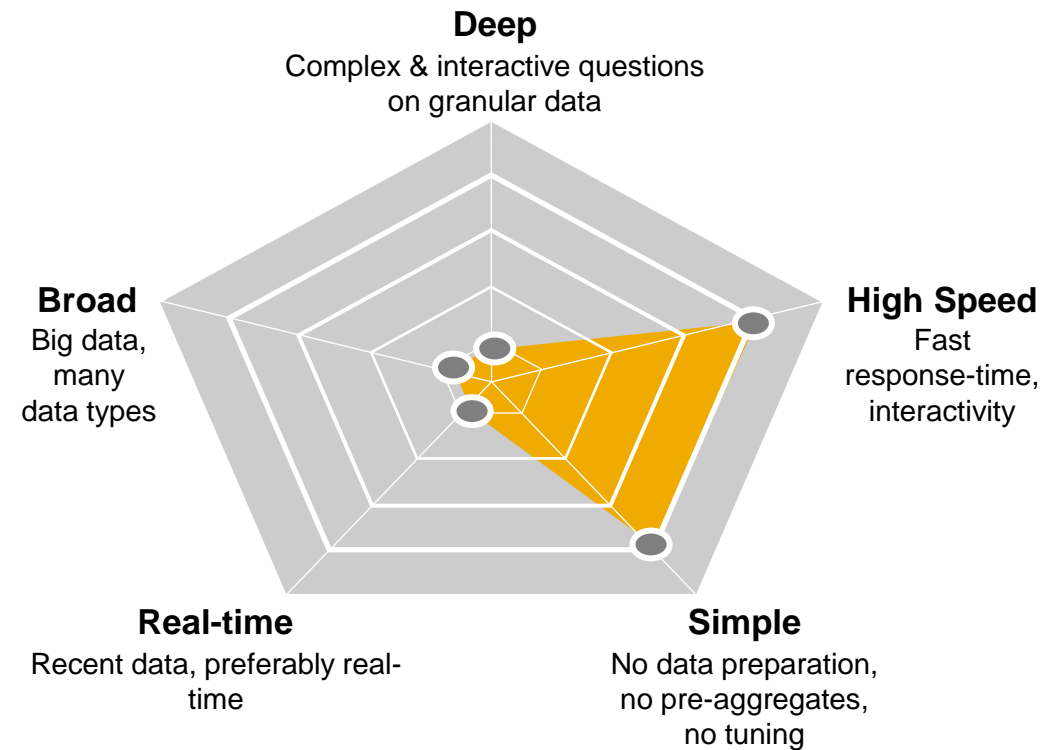 Deep
Complex & interactive questions
on granular data
Broad
Big data,
many
data types
High Speed
Fast
response-time,
interactivity
Real-time
Recent data, preferably real-
time
Simple
No data preparation,
no pre-aggregates,
no tuning